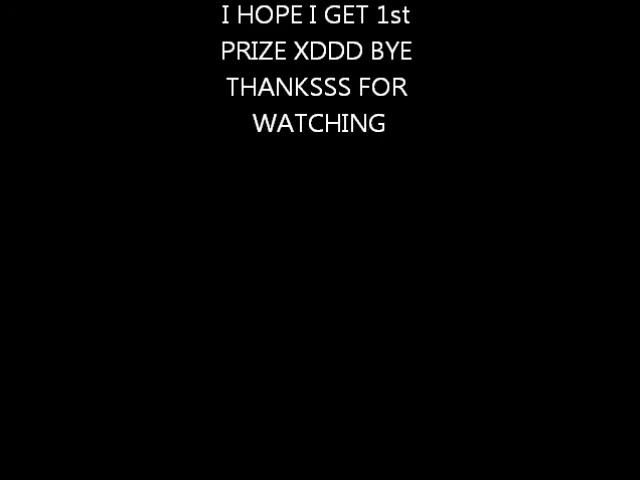 I HOPE I GET 1st
PRIZE XDDD BYE
THANKSSS FOR
WATCHING